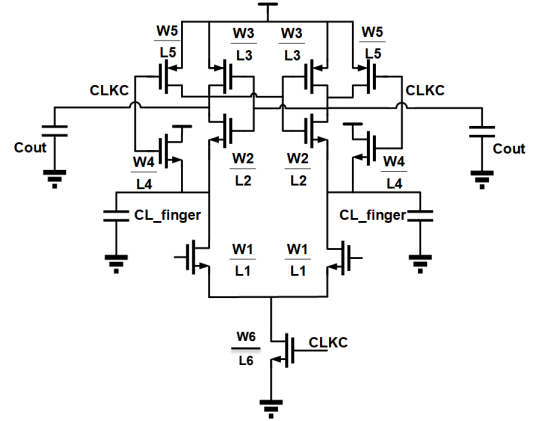 W5
L5
W3
L3
W3
L3
W5
L5
CLKC
CLKC
Cout
Cout
W4
L4
W2
L2
W2
L2
W4
L4
CL_finger
CL_finger
W1
L1
W1
L1
W6
L6
CLKC